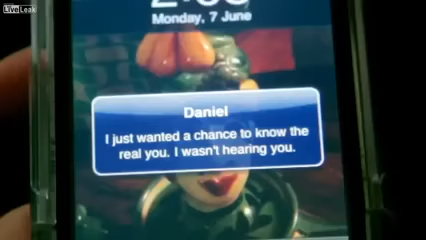 LiveLeak
Monday, 7 June
Daniel
I just wanted a chance to know the
real you. I wasn't hearing you.